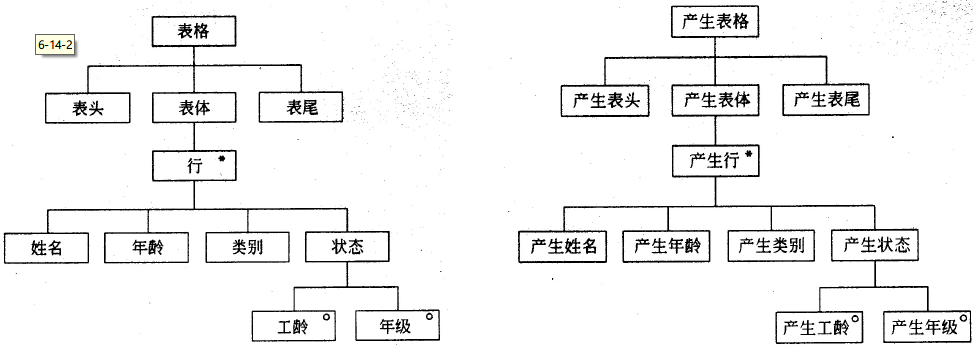 6-14-2
表格
表头
表体
表尾
行 *
姓名
年龄
类别
状态
工龄
年级
产生表格
产生表头
产生表体
产生表尾
产生行 *
产生姓名
产生年龄
产生类别
产生状态
产生工龄
产生年级